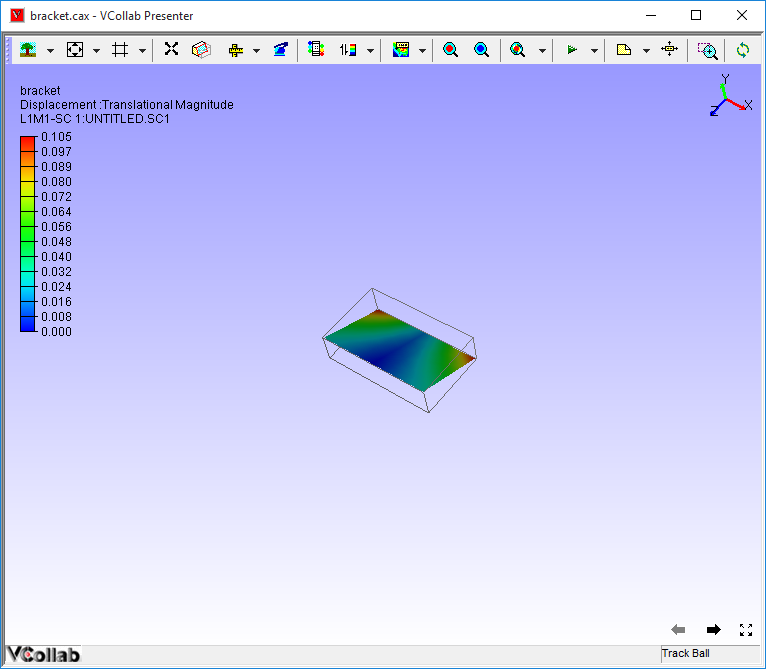 bracket.cax - VCollab Presenter
bracket
Displacement :Translational Magnitude
L1M1-SC 1:UNTITLED.SC1
0.105
0.097
0.089
0.080
0.072
0.064
0.056
0.048
0.040
0.032
0.024
0.016
0.008
0.000
Y
X
Z
VCollab
Track Ball